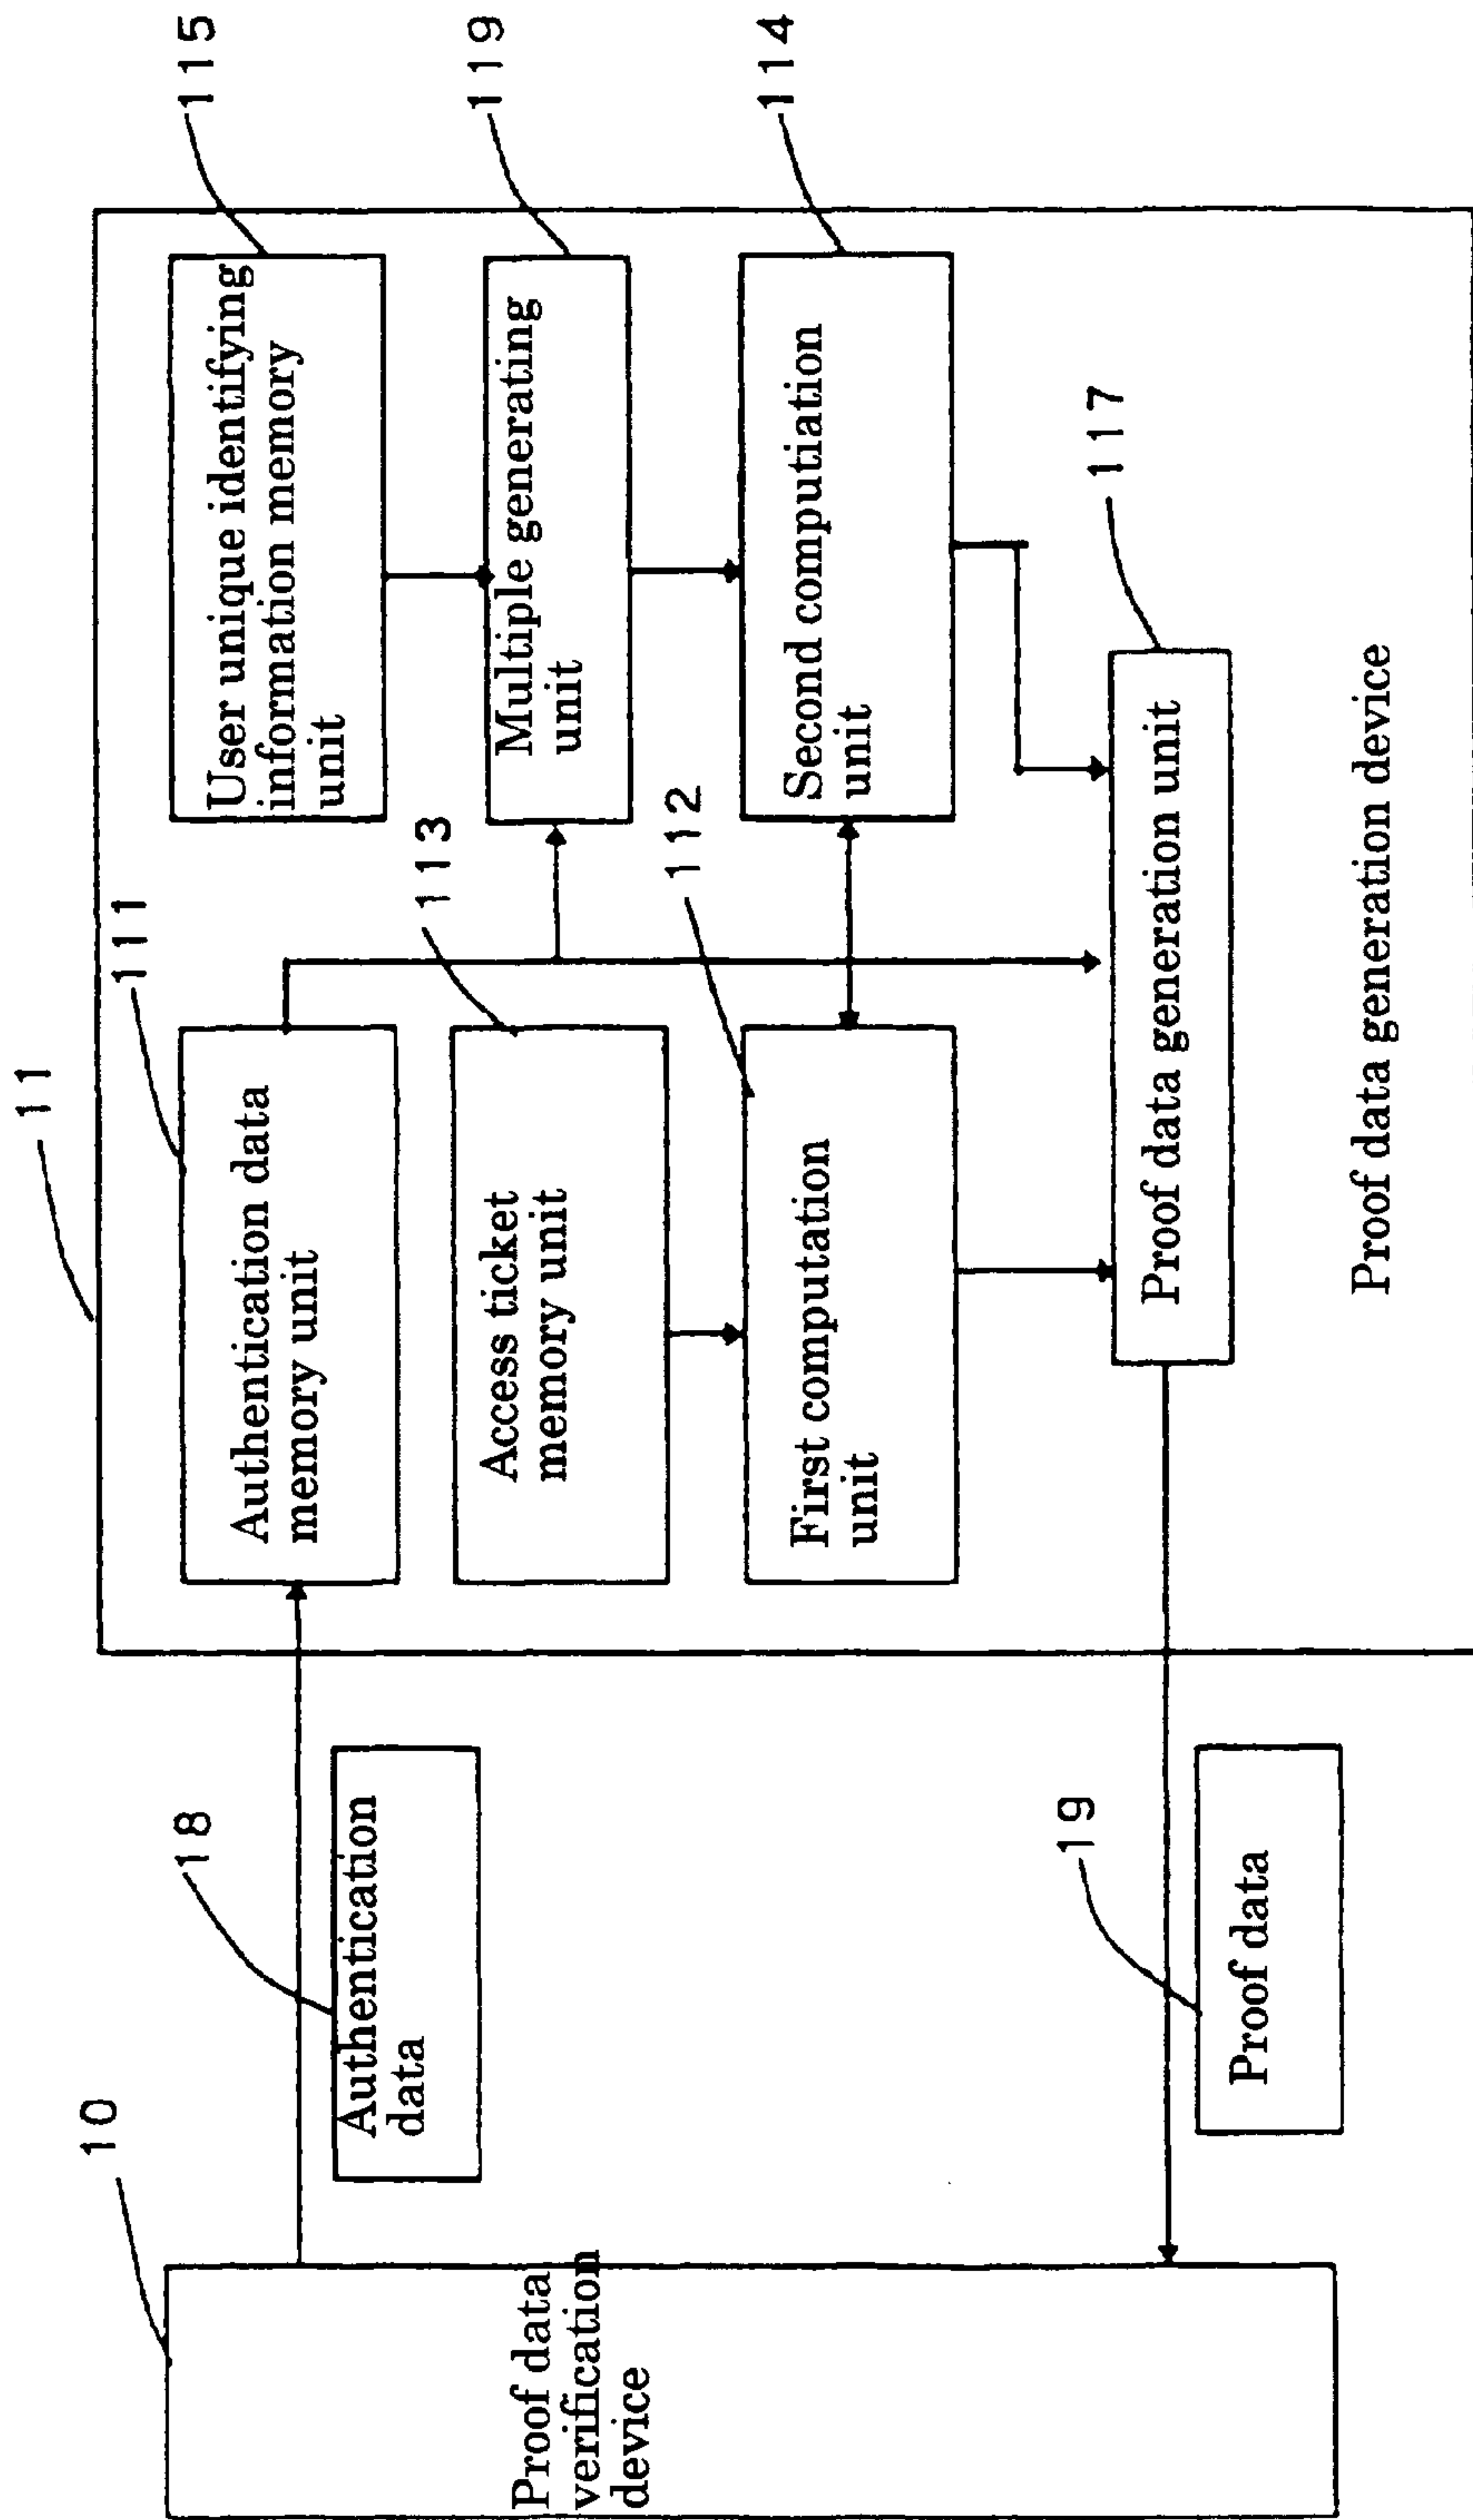 10
Proof data
verification
device
18
Authentication
data
19
Proof data
11
111
Authentication data
memory unit
113
Access ticket
memory unit
112
First computation
unit
115
User unique identifying
information memory
unit
119
Multiple generating
unit
114
Second computiation
unit
117
Proof data generation unit
Proof data generation device